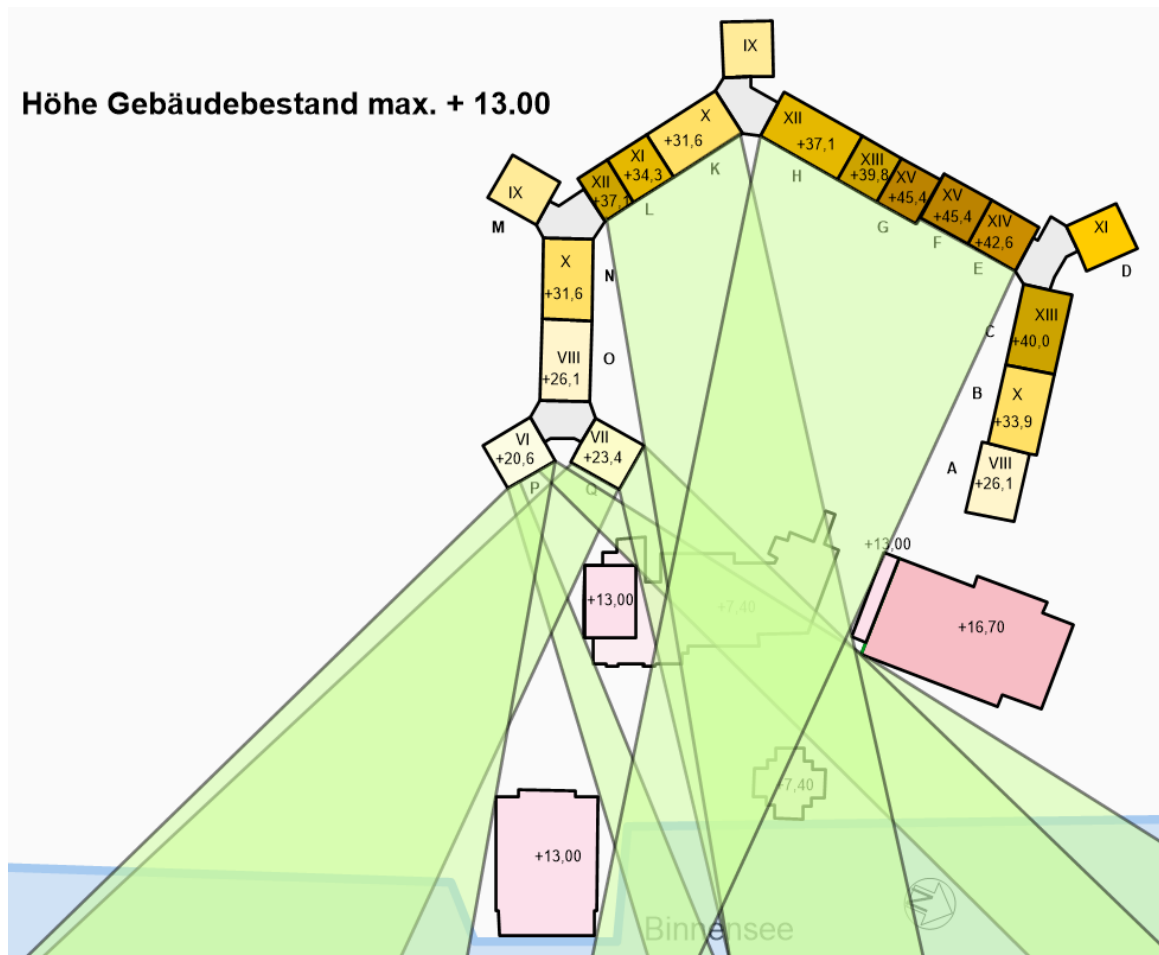 IX
Höhe Gebäudebestand max. + 13.00
X
+31,6
K
XII
+37,1
H
XI
+34,3
L
XIII
+39,8
XV
+45,4
G
XII
+37,1
IX
M
XV
+45,4
F
XIV
+42,6
E
XI
D
X
+31,6
N
XIII
+40,0
C
VIII
+26,1
O
X
+33,9
B
VI
+20,6
P
VII
+23,4
Q
VIII
+26,1
A
+13,00
+13,00
+7,40
+16,70
+7,40
+13,00
N
Binnensee